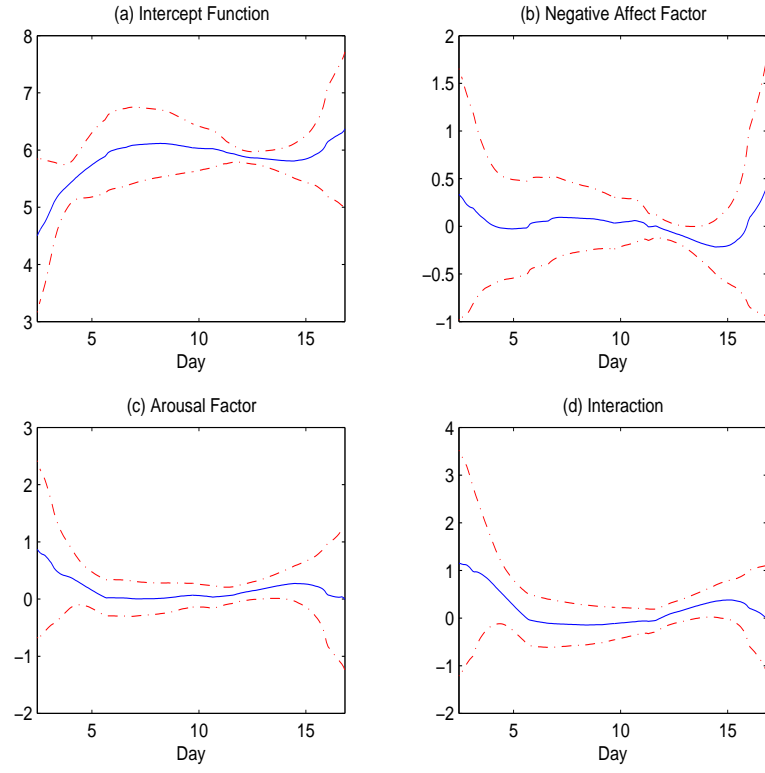 (a) Intercept Function
8
7
6
5
4
3
5 10 15
Day
(b) Negative Affect Factor
2
1.5
1
0.5
0
−0.5
−1
5 10 15
Day
(c) Arousal Factor
3
2
1
0
−1
−2
5 10 15
Day
(d) Interaction
4
3
2
1
0
−1
−2
5 10 15
Day